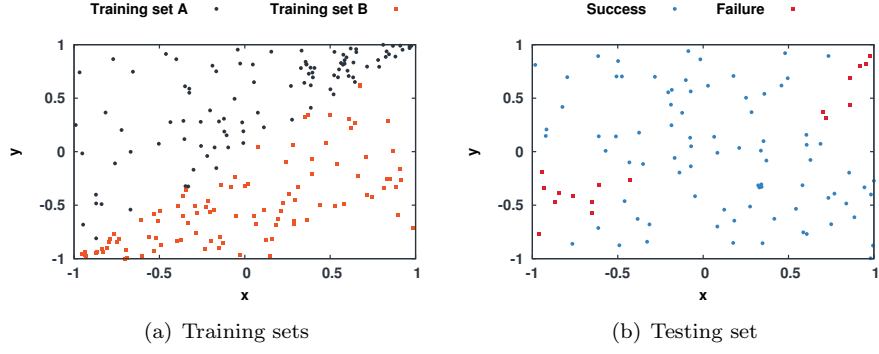 Training set A Training set B
1
0.5
y
0
-0.5
-1
-1 -0.5 0 0.5 1
x
(a) Training sets
Success Failure
1
0.5
y
0
-0.5
-1
-1 -0.5 0 0.5 1
x
(b) Testing set